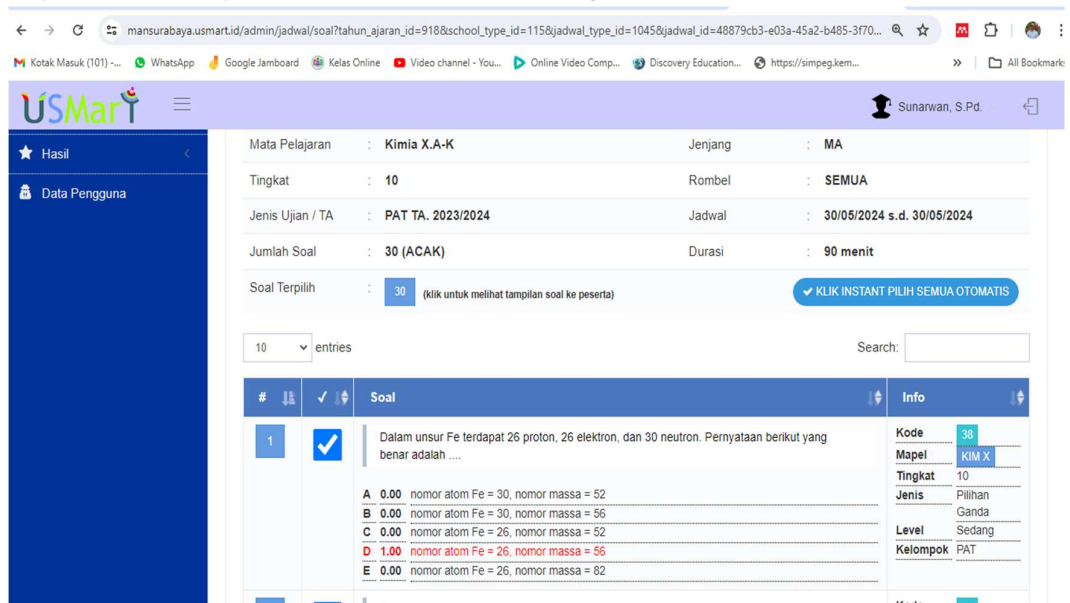 mansurabaya.usmart.id/admin/jadwal/soal?tahun_ajaran_id=918&school_type_id=115&jadwal_type_id=1045&jadwal_id=48879cb3-e03a-45a2-b485-3f70...
Kotak Masuk (101) -... WhatsApp Google Jamboard Kelas Online Video channel - You... Online Video Comp... Discovery Education... https://simpeg.kem... » All Bookmarks
USMarT Sunarwan, S.Pd.
Hasil
Data Pengguna
Mata Pelajaran : Kimia X.A-K Jenjang : MA
Tingkat : 10 Rombel : SEMUA
Jenis Ujian / TA : PAT TA. 2023/2024 Jadwal : 30/05/2024 s.d. 30/05/2024
Jumlah Soal : 30 (ACAK) Durasi : 90 menit
Soal Terpilih : 30 (klik untuk melihat tampilan soal ke peserta) KLIK INSTANT PILIH SEMUA OTOMATIS
10 entries Search:
# ✓ Soal Info
1 Dalam unsur Fe terdapat 26 proton, 26 elektron, dan 30 neutron. Pernyataan berikut yang
benar adalah ....
A 0.00 nomor atom Fe = 30, nomor massa = 52
B 0.00 nomor atom Fe = 30, nomor massa = 56
C 0.00 nomor atom Fe = 26, nomor massa = 52
D 1.00 nomor atom Fe = 26, nomor massa = 56
E 0.00 nomor atom Fe = 26, nomor massa = 82
Kode 38
Mapel KIM X
Tingkat 10
Jenis Pilihan
Ganda
Level Sedang
Kelompok PAT